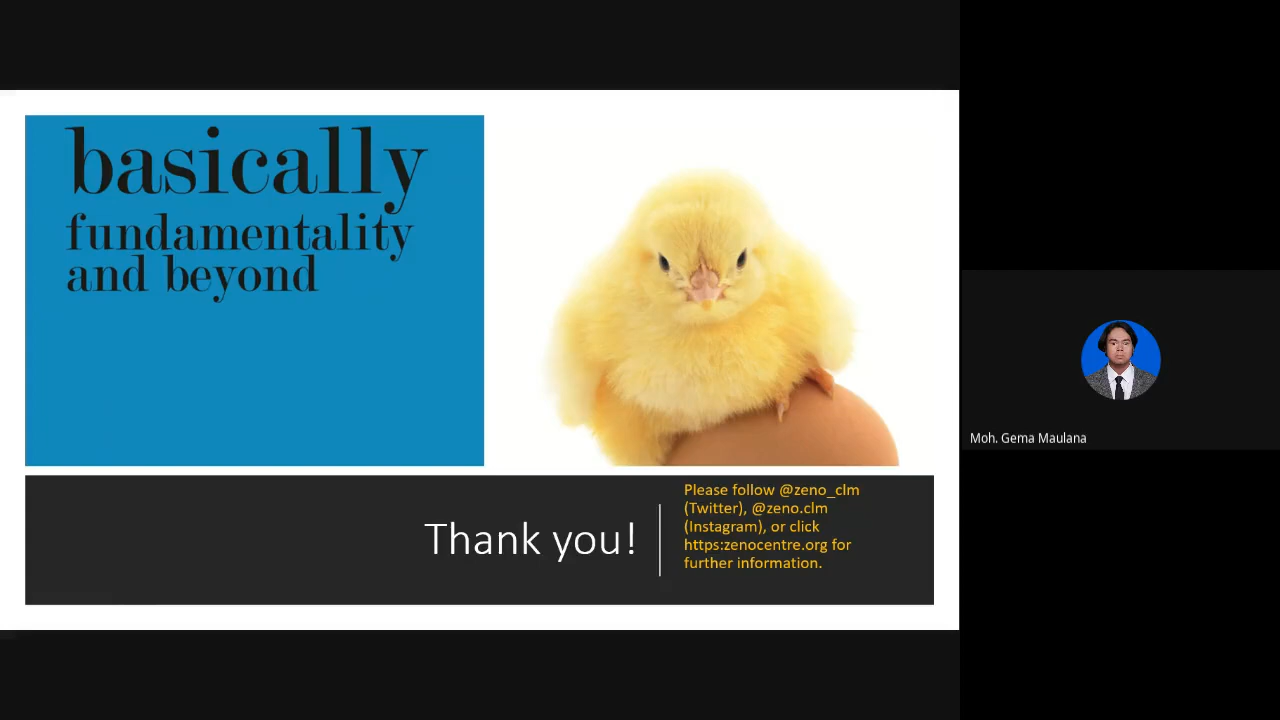 basically
fundamentality
and beyond
Thank you!
Please follow @zeno_clm
(Twitter), @zeno.clm
(Instagram), or click
https:zenocentre.org for
further information.
Moh. Gema Maulana